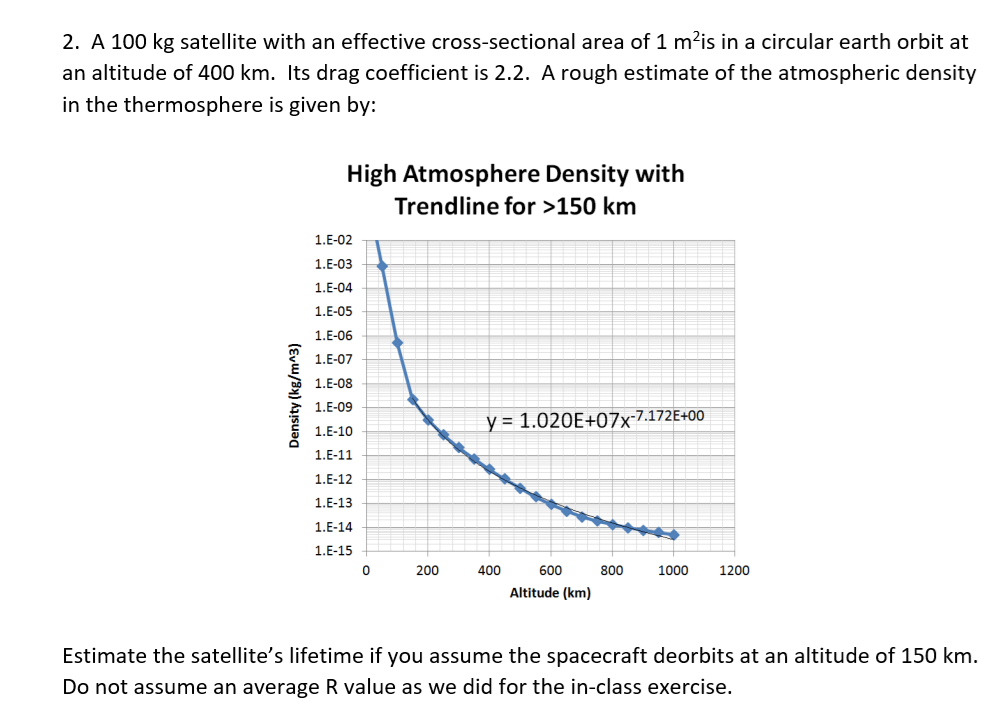 2. A 100 kg satellite with an effective cross-sectional area of 1 m²is in a circular earth orbit at
an altitude of 400 km. Its drag coefficient is 2.2. A rough estimate of the atmospheric density
in the thermosphere is given by:
High Atmosphere Density with
Trendline for >150 km
Density (kg/m^3)
1.E-02
1.E-03
1.E-04
1.E-05
1.E-06
1.E-07
1.E-08
1.E-09
1.E-10
1.E-11
1.E-12
1.E-13
1.E-14
1.E-15
y = 1.020E+07x^-7.172E+00
0 200 400 600 800 1000 1200
Altitude (km)
Estimate the satellite’s lifetime if you assume the spacecraft deorbits at an altitude of 150 km.
Do not assume an average R value as we did for the in-class exercise.